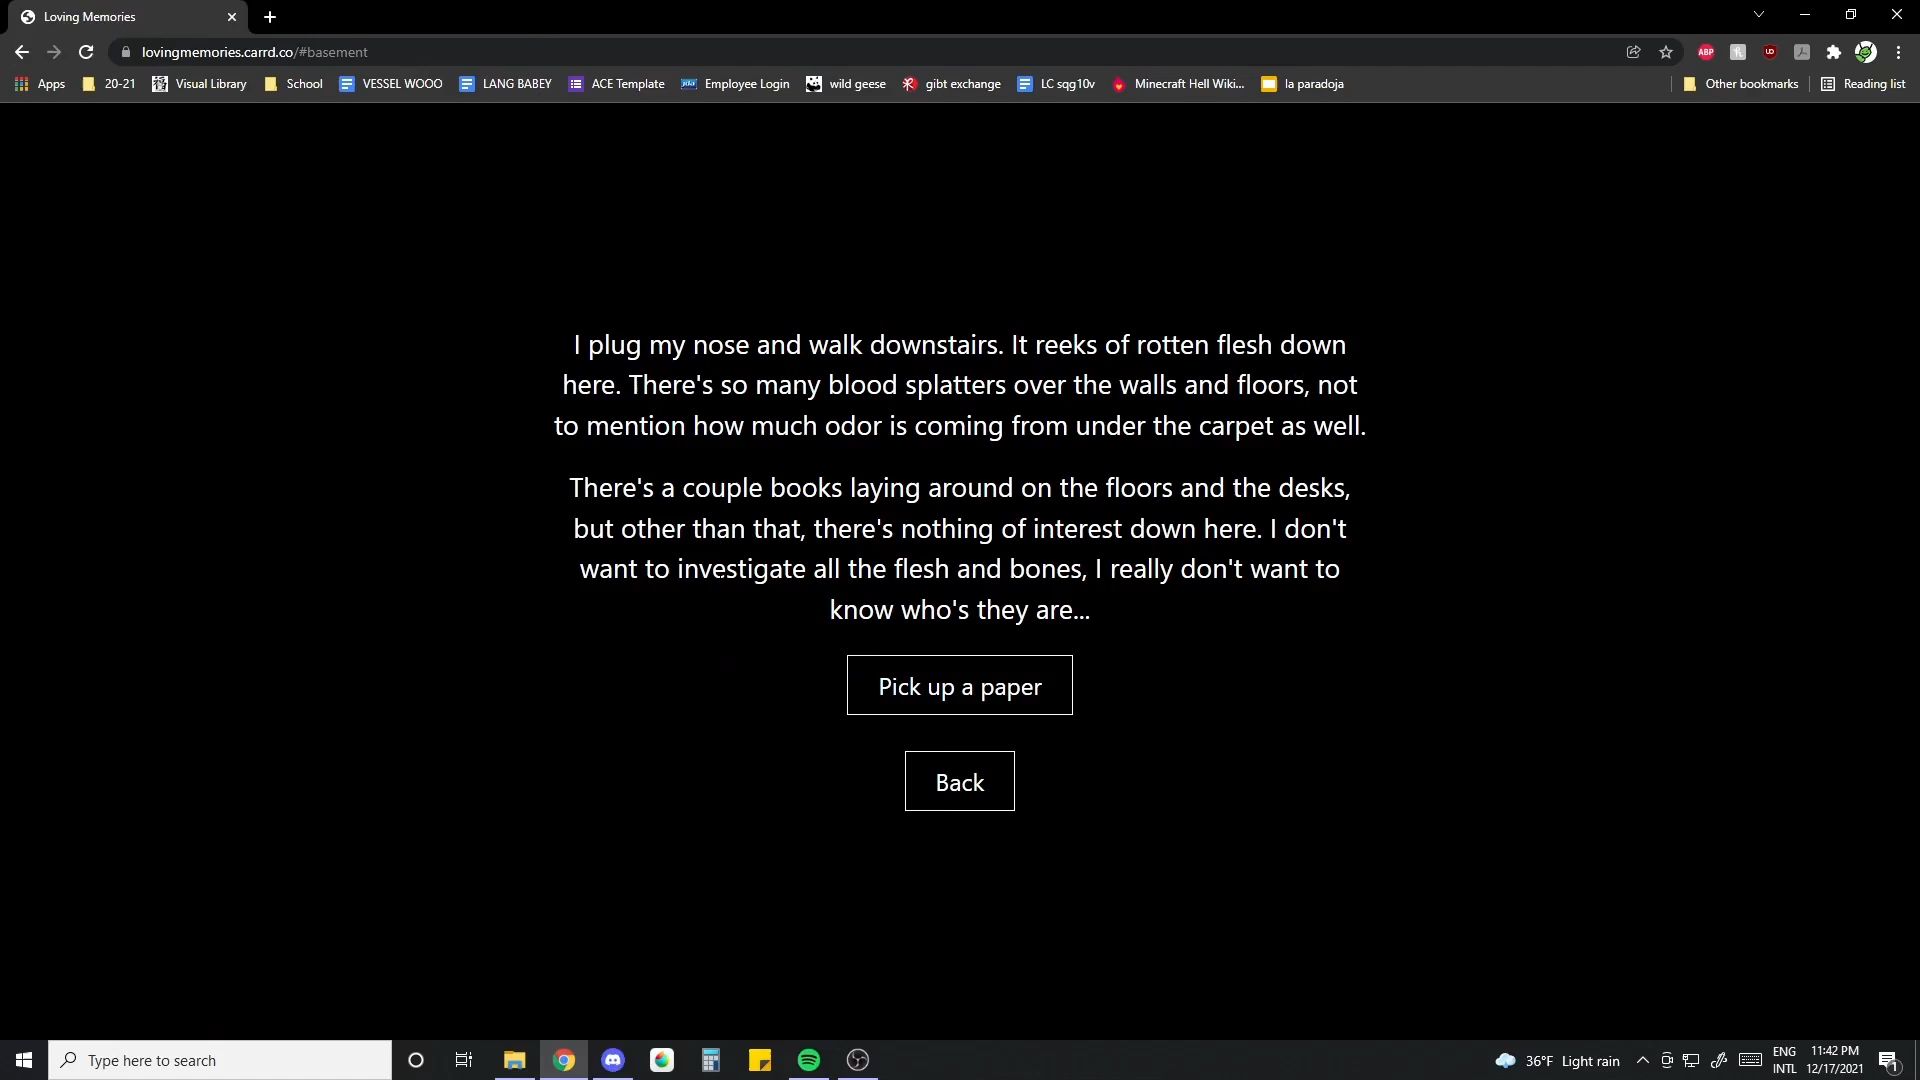 Loving Memories
lovingmemories.carrd.co/#basement
ABP
Apps 20-21 Visual Library School VESSEL WOOO LANG BABEY ACE Template Employee Login wild geese gibt exchange LC sqg10v Minecraft Hell Wiki... la paradoja Other bookmarks Reading list
I plug my nose and walk downstairs. It reeks of rotten flesh down
here. There's so many blood splatters over the walls and floors, not
to mention how much odor is coming from under the carpet as well.
There's a couple books laying around on the floors and the desks,
but other than that, there's nothing of interest down here. I don't
want to investigate all the flesh and bones, I really don't want to
know who's they are...
Pick up a paper
Back
Type here to search
36°F Light rain
ENG
INTL
11:42 PM
12/17/2021
1